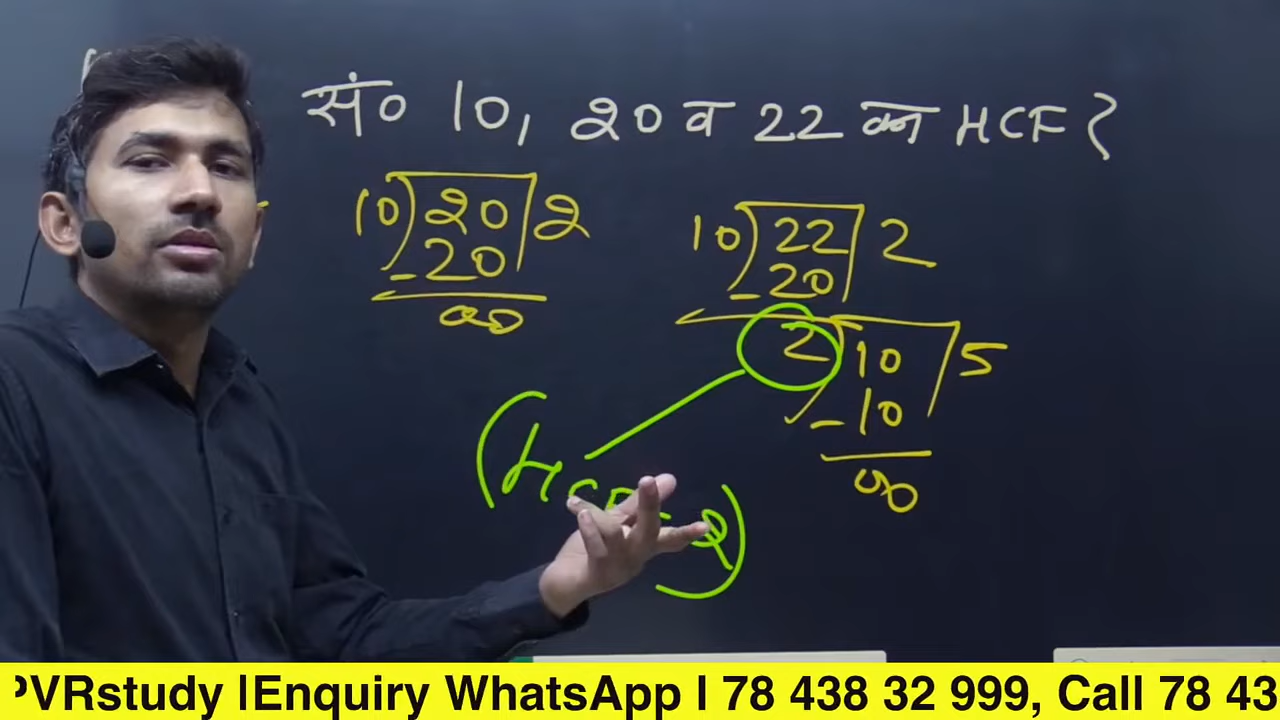 सं० 10, 20 व 22 का HCF?
10) 20 | 2
- 20
00
10) 22 | 2
- 20
2) 10 | 5
- 10
00
(HCF = 2)
PVRstudy |Enquiry WhatsApp | 78 438 32 999, Call 78 43